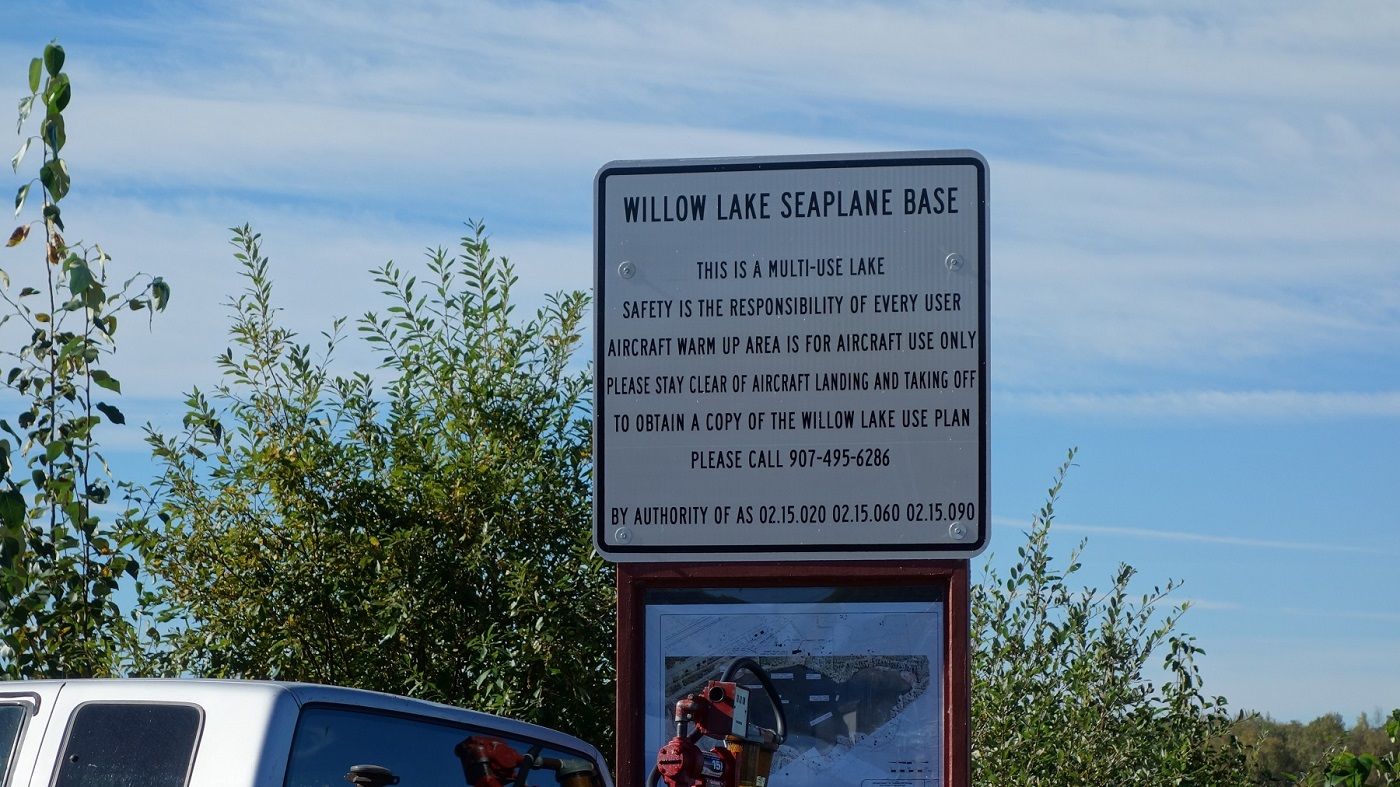 WILLOW LAKE SEAPLANE BASE
THIS IS A MULTI-USE LAKE
SAFETY IS THE RESPONSIBILITY OF EVERY USER
AIRCRAFT WARM UP AREA IS FOR AIRCRAFT USE ONLY
PLEASE STAY CLEAR OF AIRCRAFT LANDING AND TAKING OFF
TO OBTAIN A COPY OF THE WILLOW LAKE USE PLAN
PLEASE CALL 907-495-6286
BY AUTHORITY OF AS 02.15.020 02.15.060 02.15.090
15